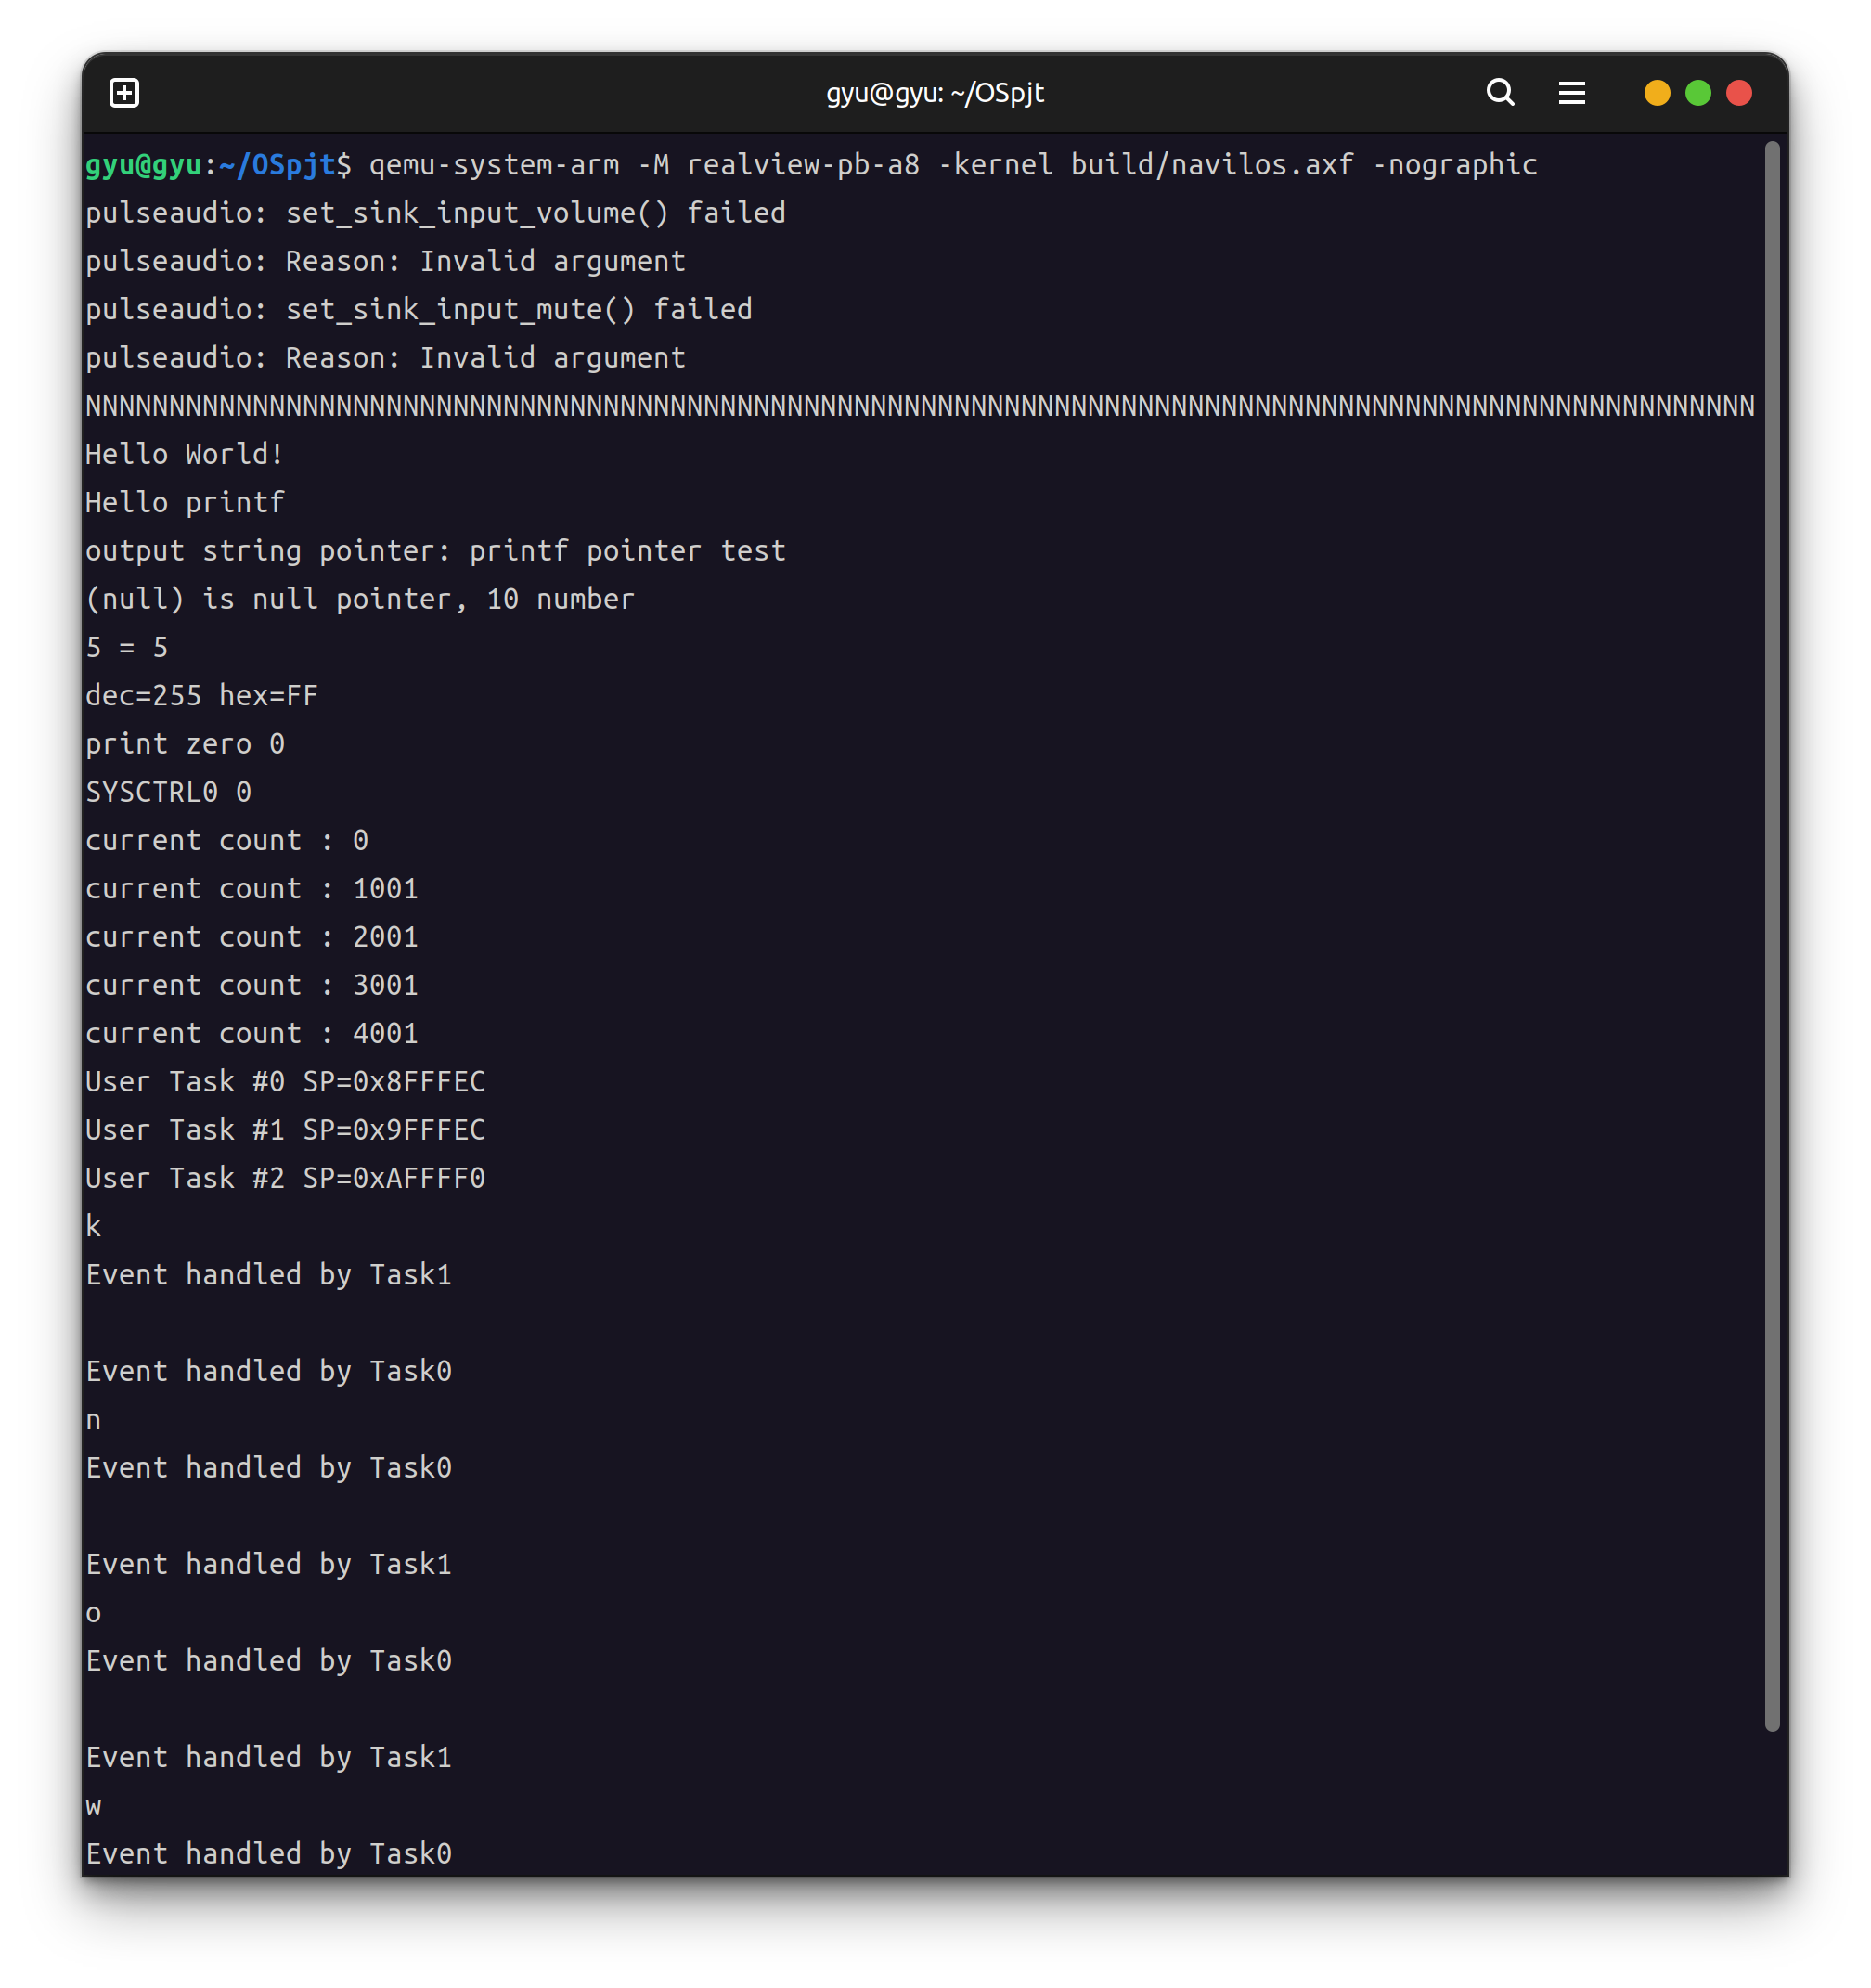 gyu@gyu: ~/OSpjt
gyu@gyu:~/OSpjt$ qemu-system-arm -M realview-pb-a8 -kernel build/navilos.axf -nographic
pulseaudio: set_sink_input_volume() failed
pulseaudio: Reason: Invalid argument
pulseaudio: set_sink_input_mute() failed
pulseaudio: Reason: Invalid argument
NNNNNNNNNNNNNNNNNNNNNNNNNNNNNNNNNNNNNNNNNNNNNNNNNNNNNNNNNNNNNNNNNNNNNNNNNNNNNNNNNNNNNNNNNNNNNNNNNNNN
Hello World!
Hello printf
output string pointer: printf pointer test
(null) is null pointer, 10 number
5 = 5
dec=255 hex=FF
print zero 0
SYSCTRL0 0
current count : 0
current count : 1001
current count : 2001
current count : 3001
current count : 4001
User Task #0 SP=0x8FFFEC
User Task #1 SP=0x9FFFEC
User Task #2 SP=0xAFFFF0
k
Event handled by Task1
Event handled by Task0
n
Event handled by Task0
Event handled by Task1
o
Event handled by Task0
Event handled by Task1
w
Event handled by Task0